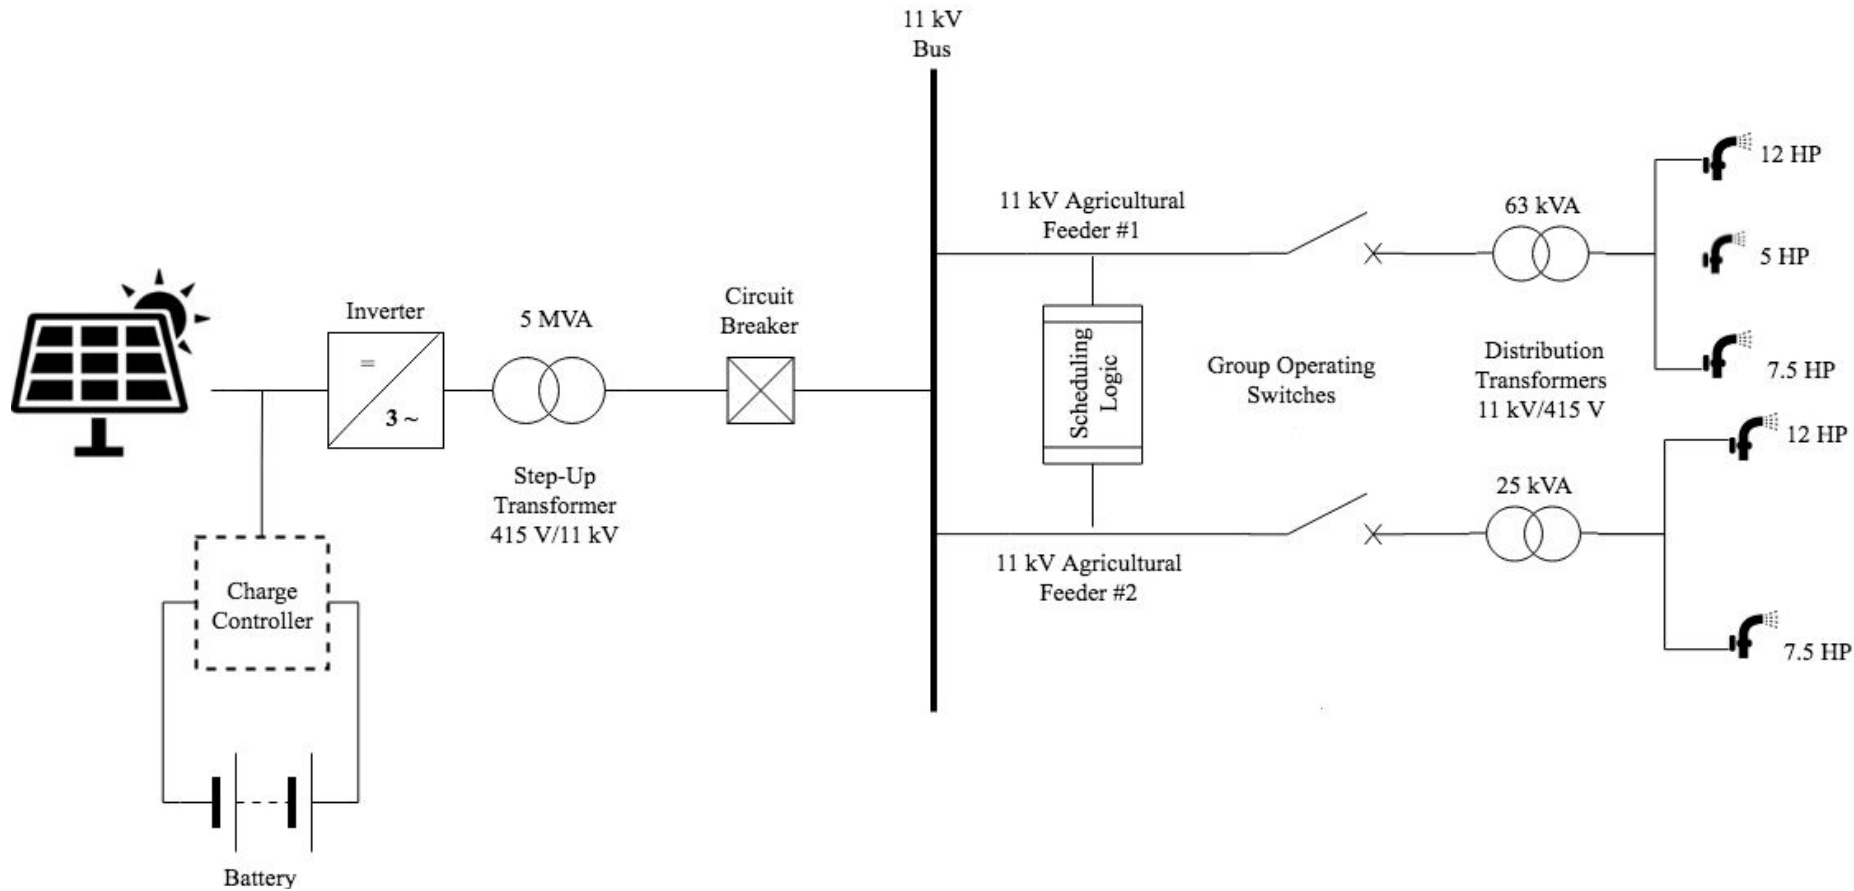 11 kV
Bus
11 kV Agricultural
Feeder #1
63 kVA
12 HP
5 HP
7.5 HP
Inverter
=
3 ~
5 MVA
Circuit
Breaker
Scheduling
Logic
Group Operating
Switches
Distribution
Transformers
11 kV/415 V
Step-Up
Transformer
415 V/11 kV
11 kV Agricultural
Feeder #2
25 kVA
12 HP
7.5 HP
Charge
Controller
Battery